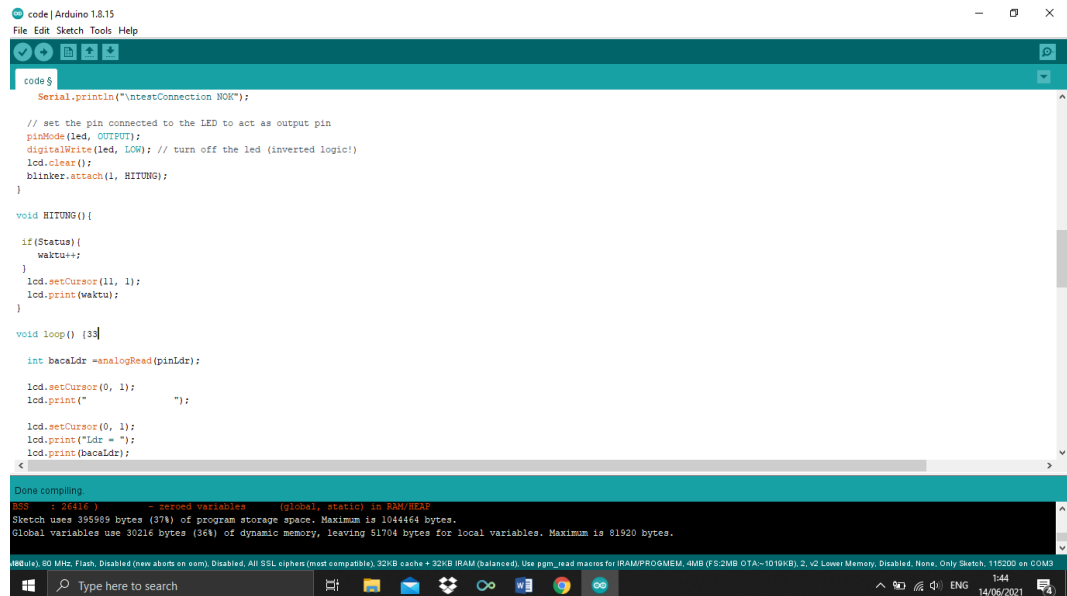 code | Arduino 1.8.15
File Edit Sketch Tools Help
code §
Serial.println("\ntestConnection NOK");
// set the pin connected to the LED to act as output pin
pinMode(led, OUTPUT);
digitalWrite(led, LOW); // turn off the led (inverted logic!)
lcd.clear();
blinker.attach(1, HITUNG);
}
void HITUNG(){
if(Status){
waktu++;
}
lcd.setCursor(11, 1);
lcd.print(waktu);
}
void loop() {33
int bacaLdr =analogRead(pinLdr);
lcd.setCursor(0, 1);
lcd.print("                ");
lcd.setCursor(0, 1);
lcd.print("Ldr = ");
lcd.print(bacaLdr);
Done compiling.
BSS : 26416 ) - zeroed variables (global, static) in RAM/HEAP
Sketch uses 395989 bytes (37%) of program storage space. Maximum is 1044464 bytes.
Global variables use 30216 bytes (36%) of dynamic memory, leaving 51704 bytes for local variables. Maximum is 81920 bytes.
80 MHz, Flash, Disabled (new aborts on oom), Disabled, All SSL ciphers (most compatible), 32KB cache + 32KB IRAM (balanced), Use pgm_read macros for IRAM/PROGMEM, 4MB (FS:2MB OTA:~1019KB), 2, v2 Lower Memory, Disabled, None, Only Sketch, 115200 on COM3
Type here to search
ENG
1:44
14/06/2021
4